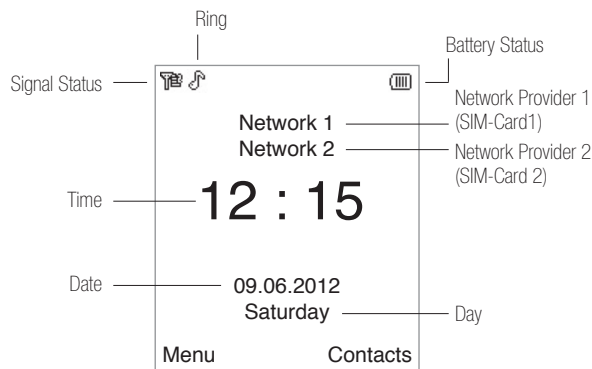 Ring
Battery Status
Signal Status
Network Provider 1
(SIM-Card1)
Network 1
Network 2
Network Provider 2
(SIM-Card 2)
Time
12 : 15
Date
09.06.2012
Saturday
Day
Menu
Contacts